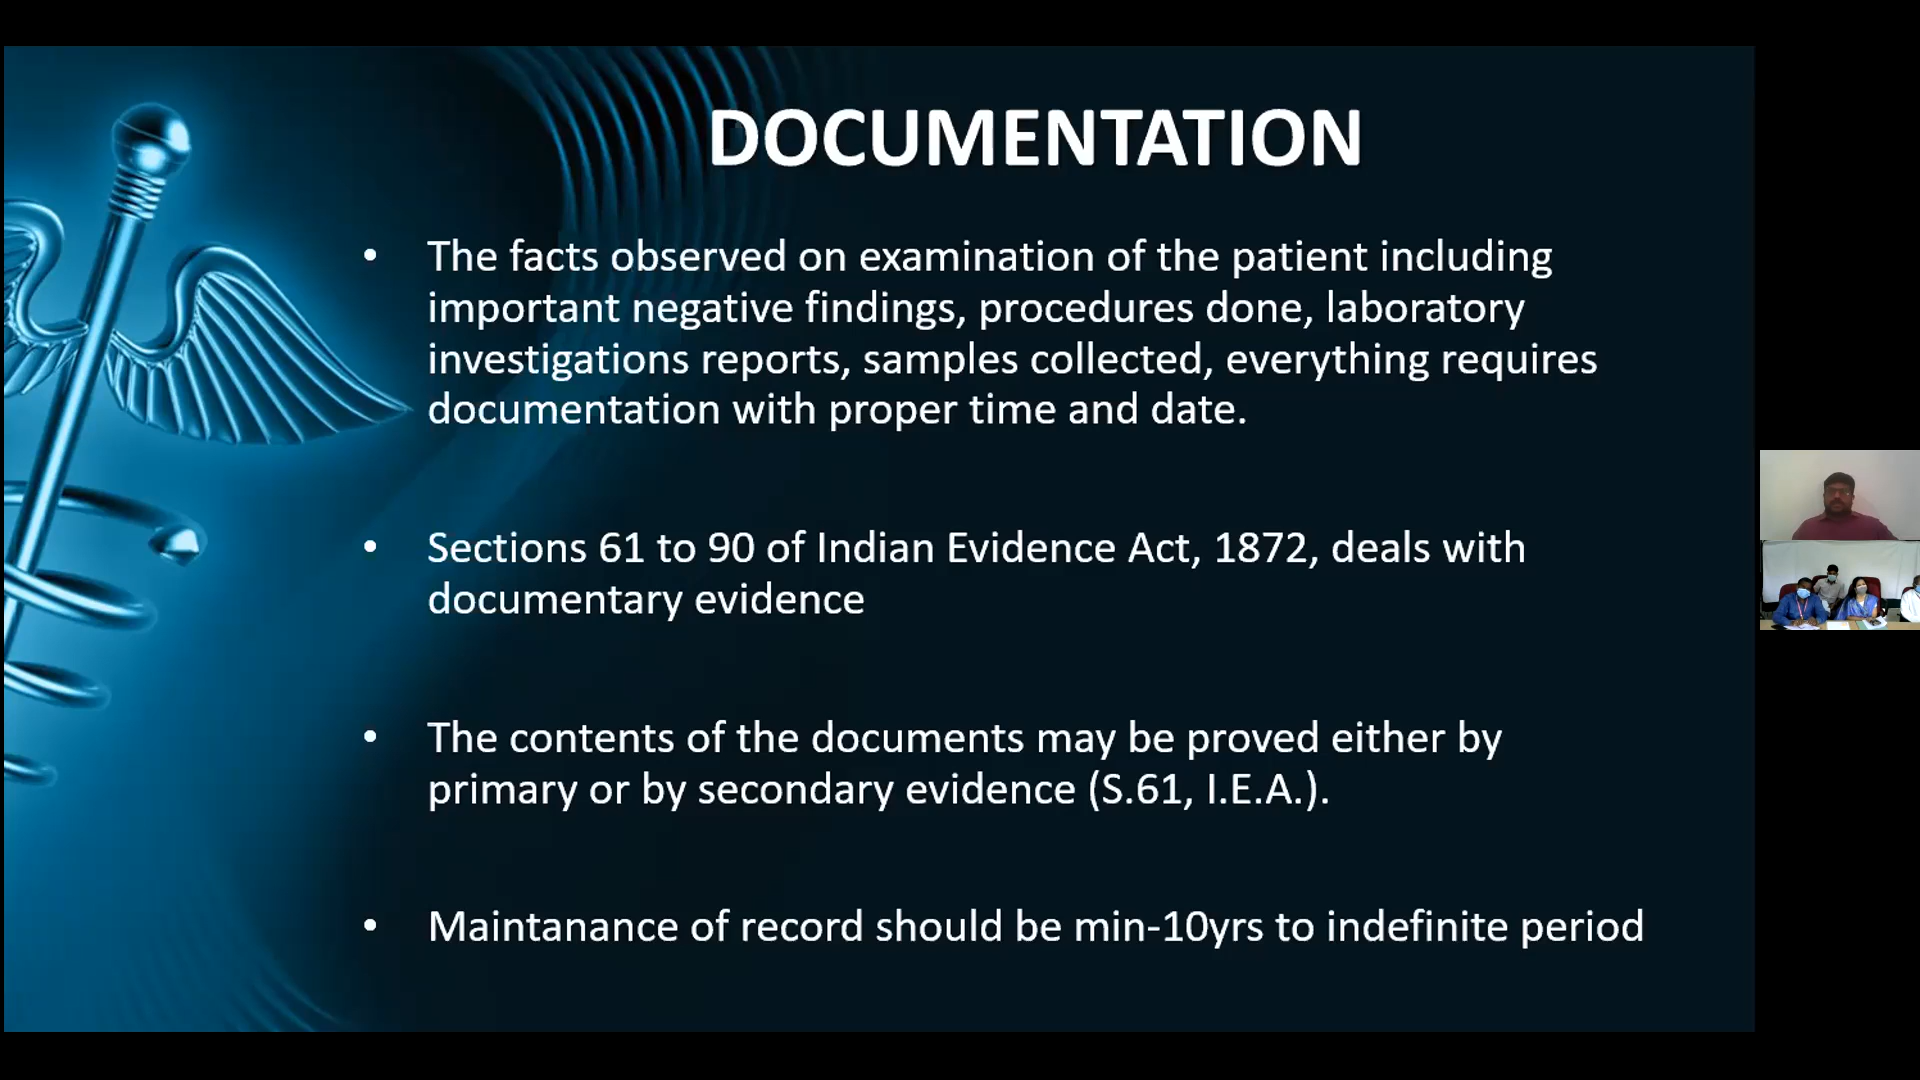 DOCUMENTATION
• The facts observed on examination of the patient including
important negative findings, procedures done, laboratory
investigations reports, samples collected, everything requires
documentation with proper time and date.
• Sections 61 to 90 of Indian Evidence Act, 1872, deals with
documentary evidence
• The contents of the documents may be proved either by
primary or by secondary evidence (S.61, I.E.A.).
• Maintanance of record should be min-10yrs to indefinite period